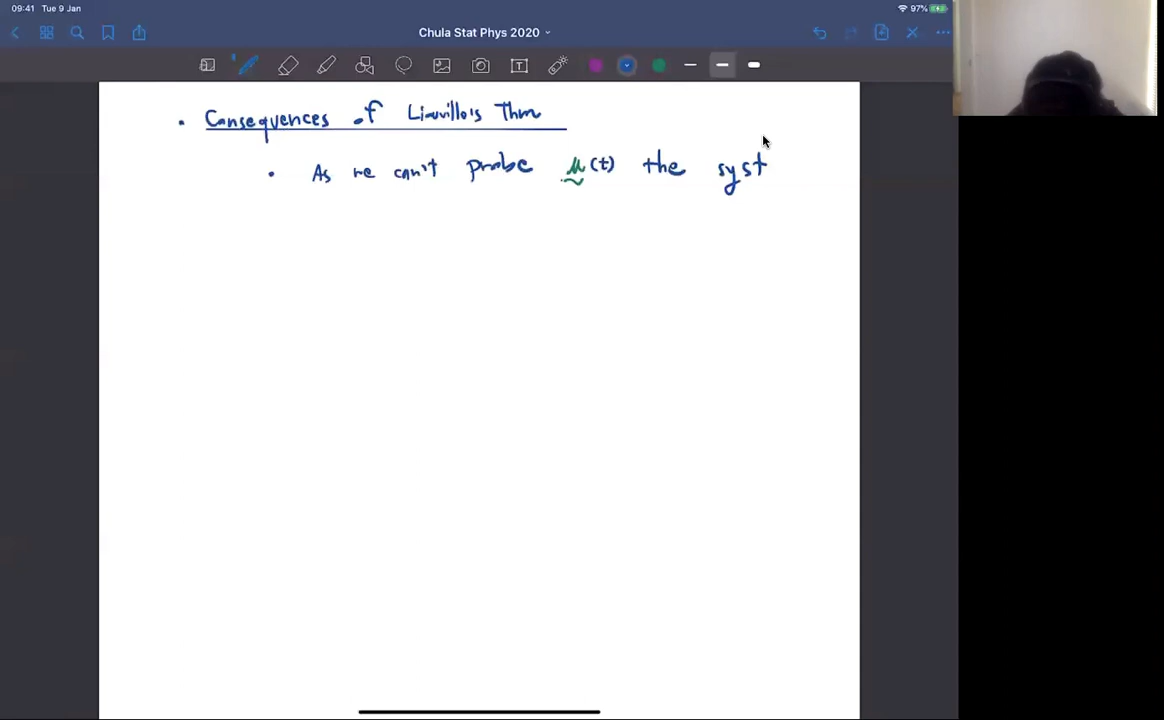 09:41 Tue 9 Jan 97%
Chula Stat Phys 2020
• Consequences of Liouville's Thm
• As we can't probe μ(t) the syst